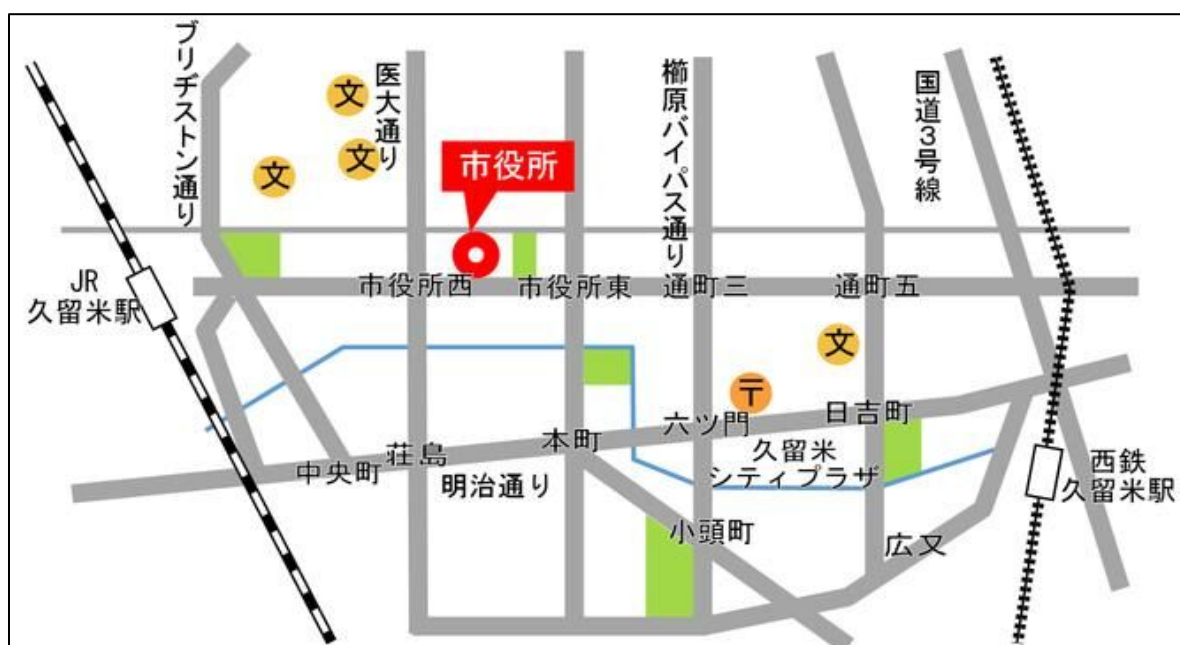 ブリヂストン通り
医大通り
櫛原バイパス通り
国道3号線
文
文
文
市役所
JR
久留米駅
市役所西
市役所東
通町三
通町五
文
〒
中央町
荘島
本町
六ツ門
日吉町
明治通り
久留米
シティプラザ
西鉄
久留米駅
小頭町
広又